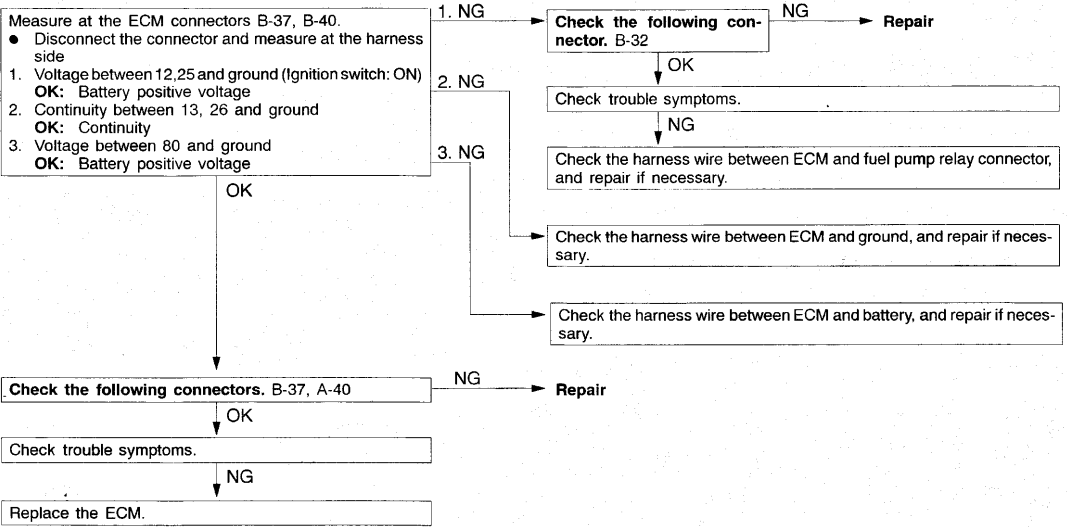 Measure at the ECM connectors B-37, B-40.
● Disconnect the connector and measure at the harness
side
1. Voltage between 12,25 and ground (Ignition switch: ON)
OK: Battery positive voltage
2. Continuity between 13, 26 and ground
OK: Continuity
3. Voltage between 80 and ground
OK: Battery positive voltage
1. NG
Check the following con-
nector. B-32
NG
Repair
OK
Check trouble symptoms.
NG
Check the harness wire between ECM and fuel pump relay connector,
and repair if necessary.
2. NG
Check the harness wire between ECM and ground, and repair if neces-
sary.
3. NG
Check the harness wire between ECM and battery, and repair if neces-
sary.
OK
Check the following connectors. B-37, A-40
NG
Repair
OK
Check trouble symptoms.
NG
Replace the ECM.